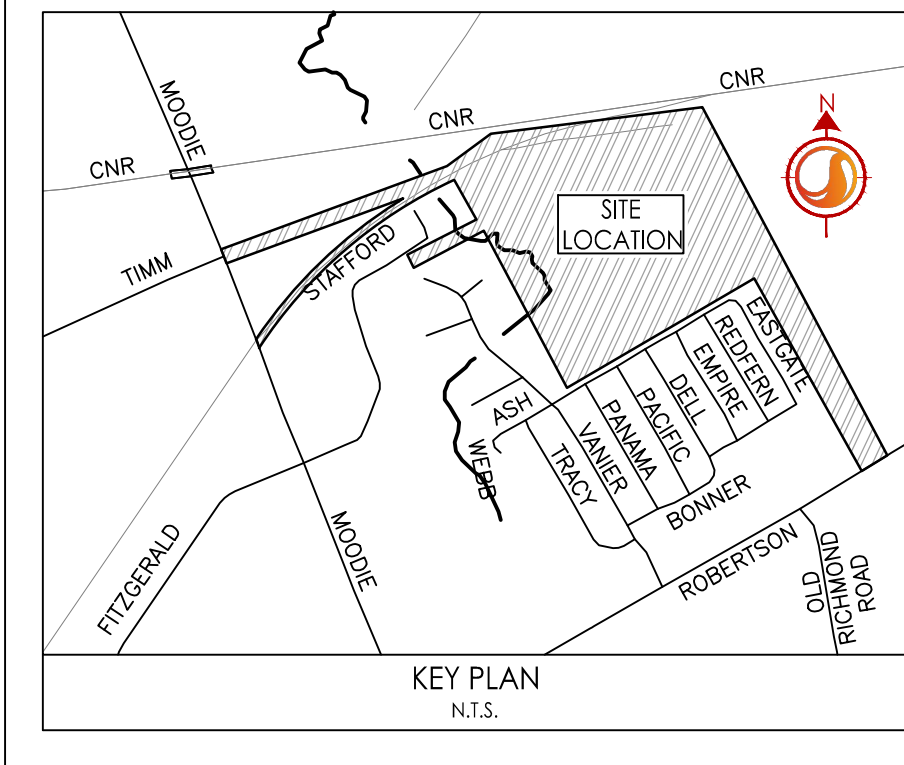 CNR
MOODIE
CNR
N
CNR
SITE
LOCATION
TIMM
STAFFORD
EASTGATE
REDFERN
EMPIRE
DELL
PACIFIC
PANAMA
VANIER
ASH
TRACY
WEBB
BONNER
MOODIE
FITZGERALD
ROBERTSON
OLD
RICHMOND
ROAD
KEY PLAN
N.T.S.